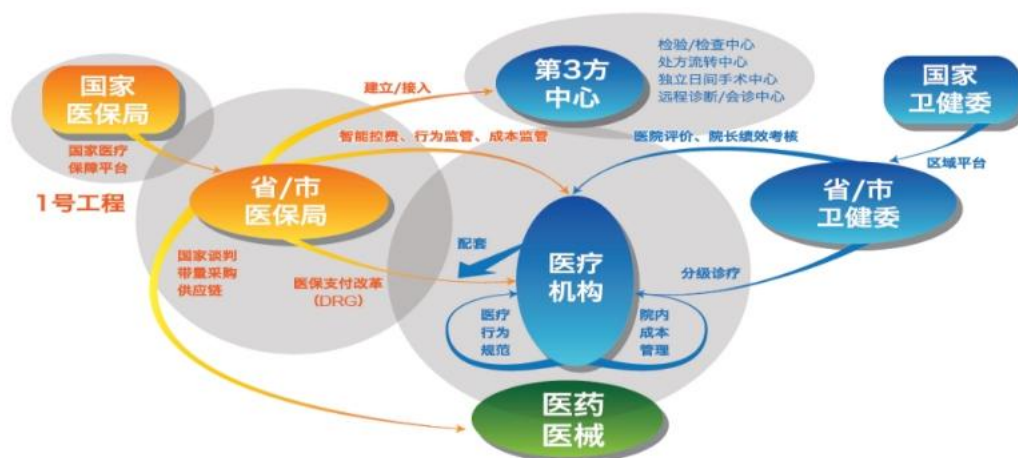 国家
医保局
国家医疗
保障平台
1号工程
省/市
医保局
建立/接入
第3方
中心
检验/检查中心
处方流转中心
独立日间手术中心
远程诊断/会诊中心
国家
卫健委
区域平台
省/市
卫健委
智能控费、行为监管、成本监管
医院评价、院长绩效考核
国家谈判
带量采购
供应链
医保支付改革
(DRG)
配套
医疗
机构
分级诊疗
医疗
行为
规范
院内
成本
管理
医药
医械